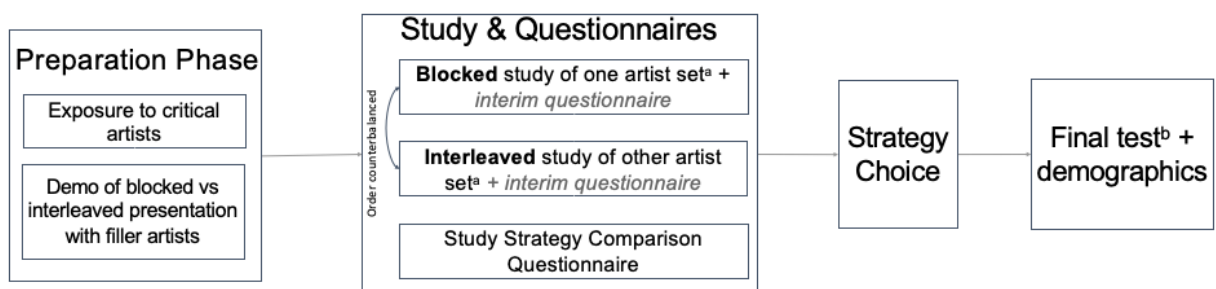 Preparation Phase
Exposure to critical
artists
Demo of blocked vs
interleaved presentation
with filler artists
Study & Questionnaires
Order counterbalanced
Blocked study of one artist setᵃ +
interim questionnaire
Interleaved study of other artist
setᵃ + interim questionnaire
Study Strategy Comparison
Questionnaire
Strategy
Choice
Final testᵇ +
demographics